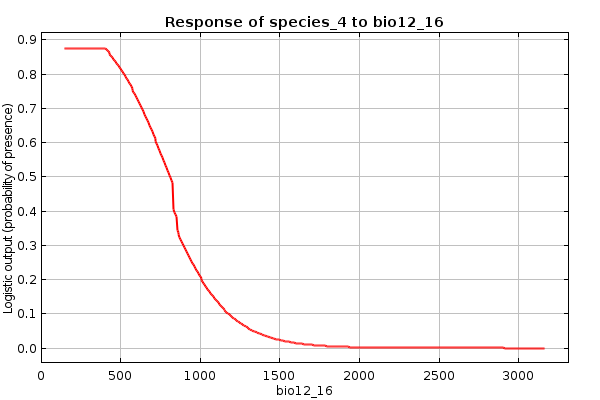 Response of species_4 to bio12_16
Logistic output (probability of presence)
0.9
0.8
0.7
0.6
0.5
0.4
0.3
0.2
0.1
0.0
0 500 1000 1500 2000 2500 3000
bio12_16